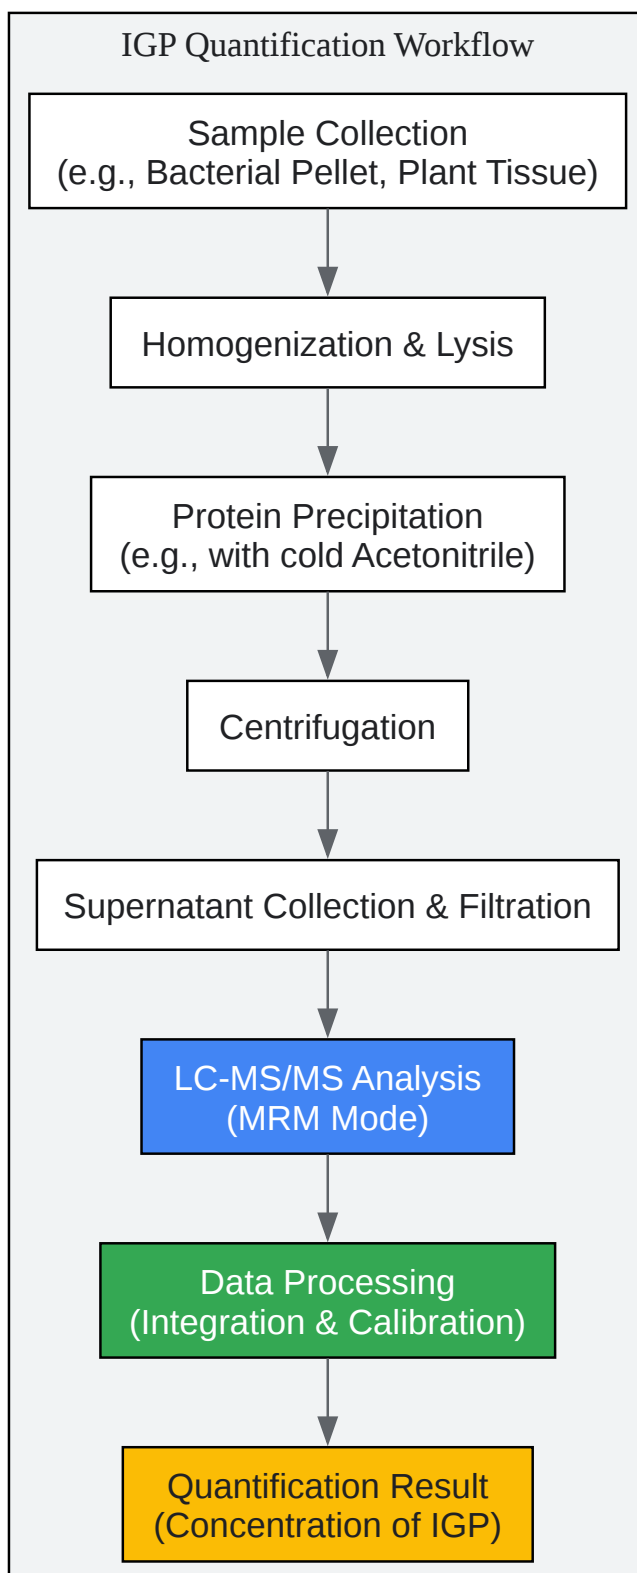 IGP Quantification Workflow
Sample Collection
(e.g., Bacterial Pellet, Plant Tissue)
Homogenization & Lysis
Protein Precipitation
(e.g., with cold Acetonitrile)
Centrifugation
Supernatant Collection & Filtration
LC-MS/MS Analysis
(MRM Mode)
Data Processing
(Integration & Calibration)
Quantification Result
(Concentration of IGP)